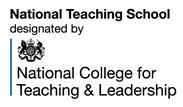 National Teaching School
designated by
National College for
Teaching & Leadership